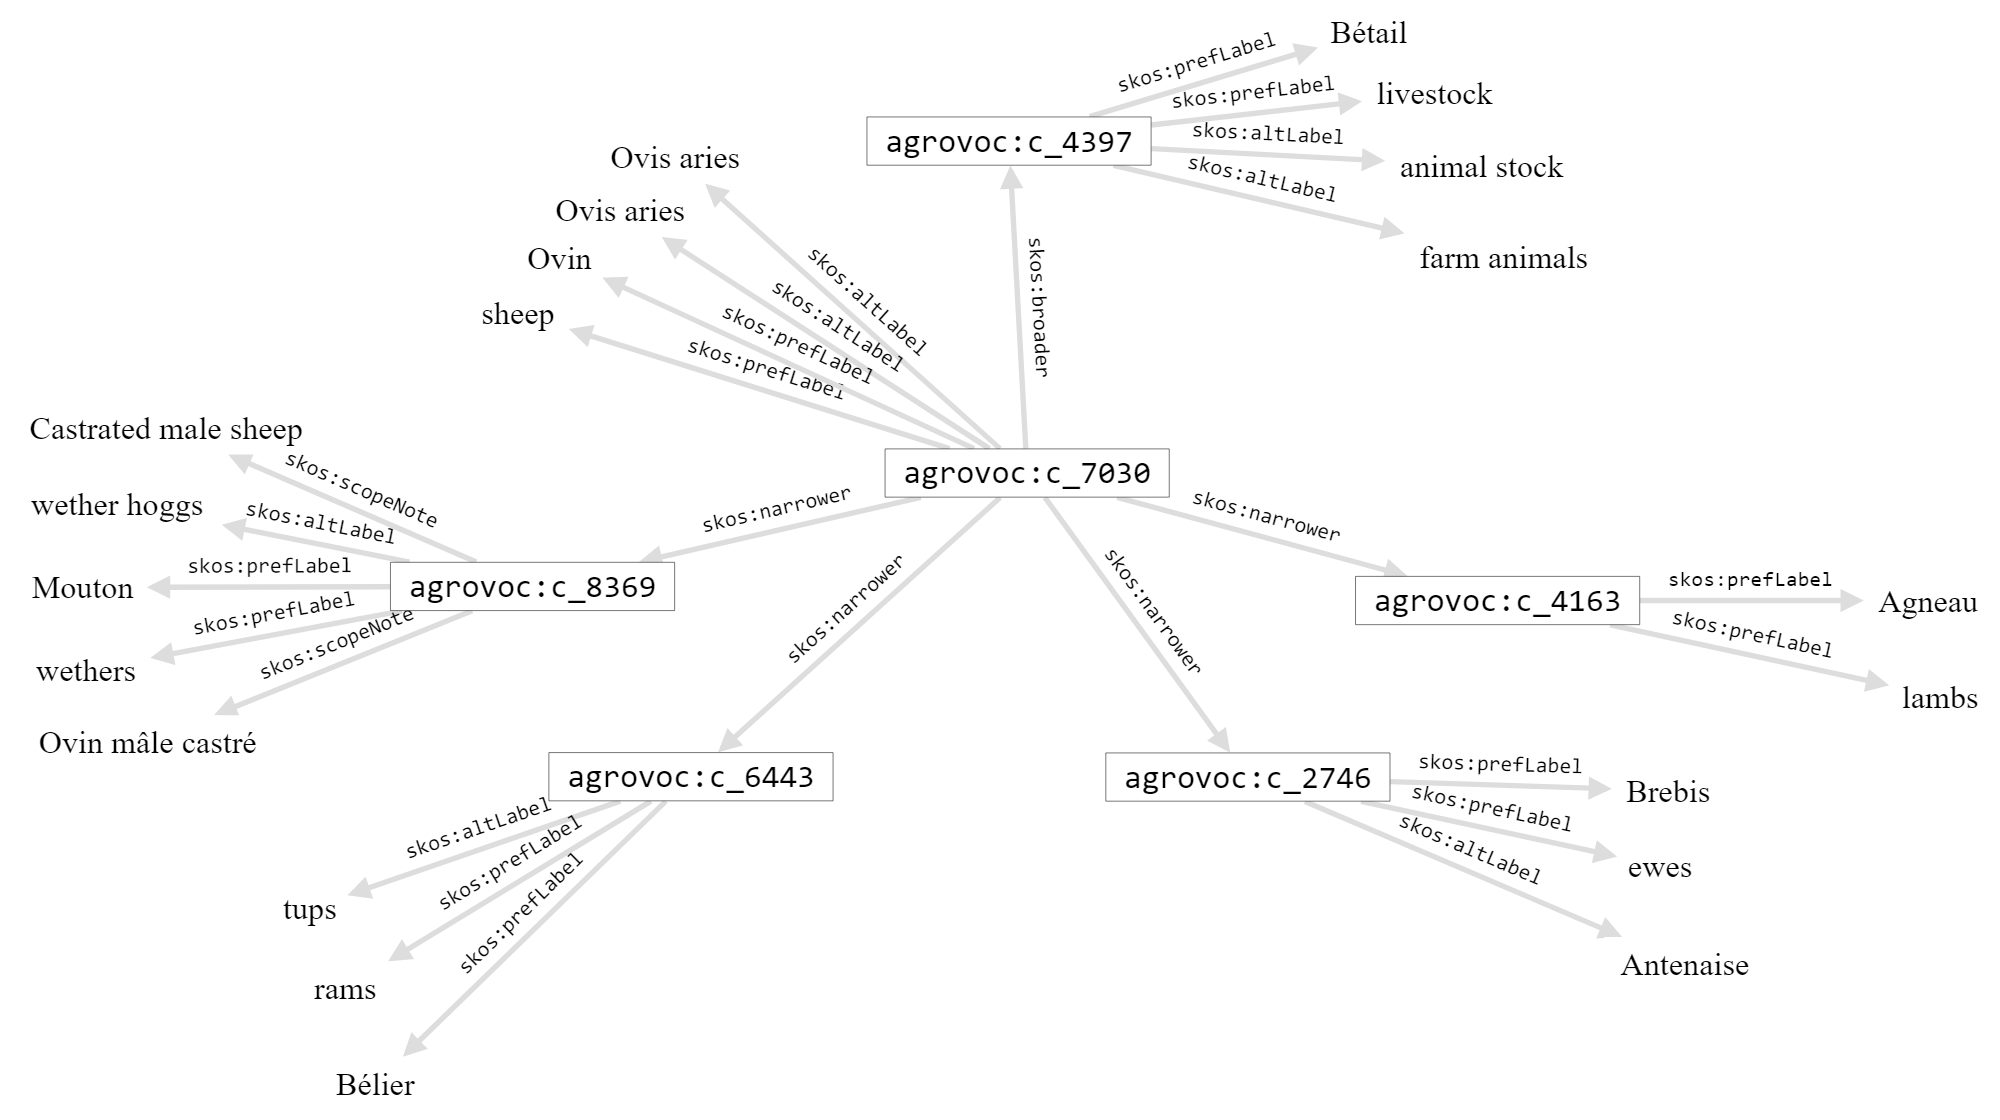 Bétail
skos:prefLabel
livestock
skos:prefLabel
agrovoc:c_4397
skos:altLabel
animal stock
skos:altLabel
farm animals
Ovis aries
Ovis aries
Ovin
sheep
skos:altLabel
skos:altLabel
skos:prefLabel
skos:prefLabel
skos:broader
agrovoc:c_7030
Castrated male sheep
skos:scopeNote
wether hoggs
skos:altLabel
Mouton
skos:prefLabel
agrovoc:c_8369
skos:prefLabel
wethers
skos:scopeNote
Ovin mâle castré
skos:narrower
skos:narrower
skos:narrower
skos:narrower
agrovoc:c_4163
skos:prefLabel
Agneau
skos:prefLabel
lambs
agrovoc:c_6443
skos:altLabel
tups
skos:prefLabel
rams
skos:prefLabel
Bélier
agrovoc:c_2746
skos:prefLabel
Brebis
skos:prefLabel
ewes
skos:altLabel
Antenaise